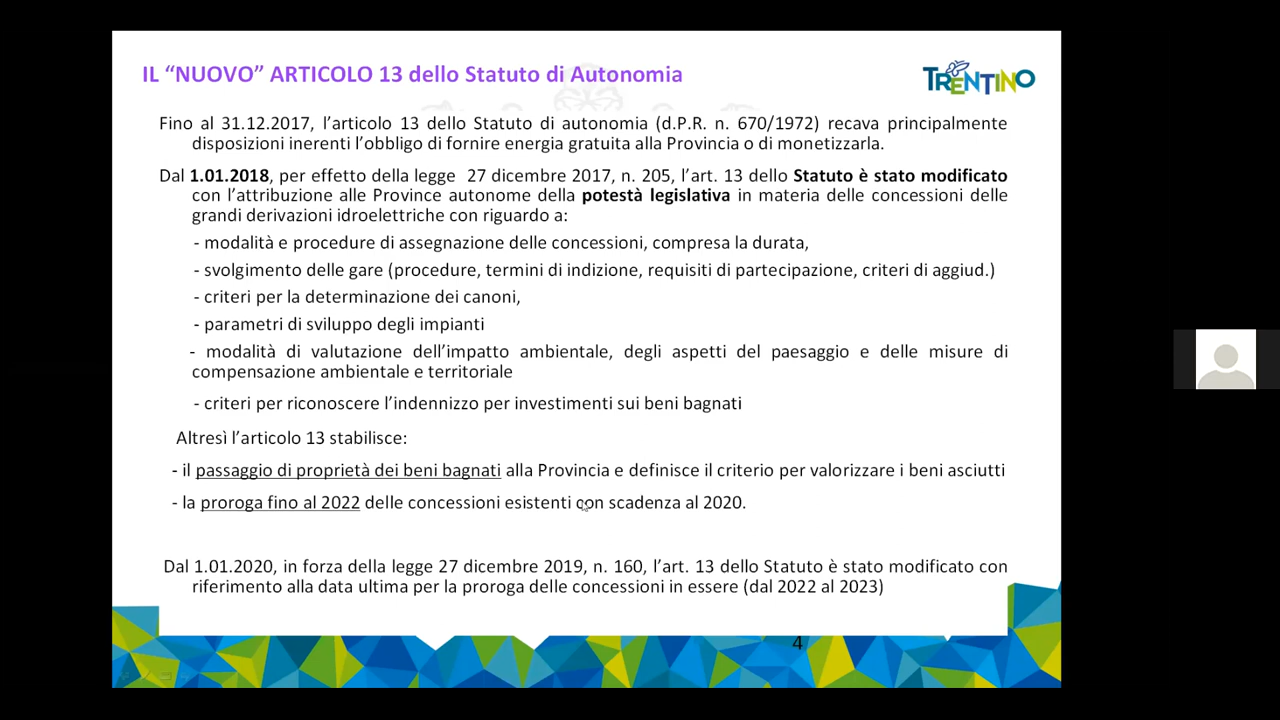 IL “NUOVO” ARTICOLO 13 dello Statuto di Autonomia
TRENTINO
Fino al 31.12.2017, l’articolo 13 dello Statuto di autonomia (d.P.R. n. 670/1972) recava principalmente
disposizioni inerenti l’obbligo di fornire energia gratuita alla Provincia o di monetizzarla.
Dal 1.01.2018, per effetto della legge 27 dicembre 2017, n. 205, l’art. 13 dello Statuto è stato modificato
con l’attribuzione alle Province autonome della potestà legislativa in materia delle concessioni delle
grandi derivazioni idroelettriche con riguardo a:
- modalità e procedure di assegnazione delle concessioni, compresa la durata,
- svolgimento delle gare (procedure, termini di indizione, requisiti di partecipazione, criteri di aggiud.)
- criteri per la determinazione dei canoni,
- parametri di sviluppo degli impianti
- modalità di valutazione dell’impatto ambientale, degli aspetti del paesaggio e delle misure di
compensazione ambientale e territoriale
- criteri per riconoscere l’indennizzo per investimenti sui beni bagnati
Altresì l’articolo 13 stabilisce:
- il passaggio di proprietà dei beni bagnati alla Provincia e definisce il criterio per valorizzare i beni asciutti
- la proroga fino al 2022 delle concessioni esistenti con scadenza al 2020.
Dal 1.01.2020, in forza della legge 27 dicembre 2019, n. 160, l’art. 13 dello Statuto è stato modificato con
riferimento alla data ultima per la proroga delle concessioni in essere (dal 2022 al 2023)
4